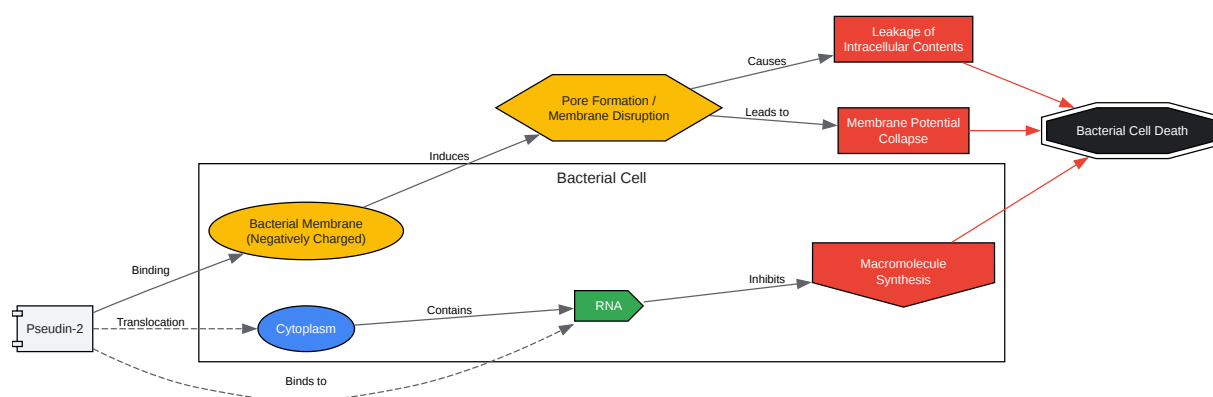 Leakage of
Intracellular Contents
Causes
Pore Formation /
Membrane Disruption
Leads to
Membrane Potential
Collapse
Bacterial Cell Death
Induces
Bacterial Cell
Bacterial Membrane
(Negatively Charged)
Binding
Macromolecule
Synthesis
Inhibits
RNA
Contains
Translocation
Pseudin-2
Cytoplasm
Binds to